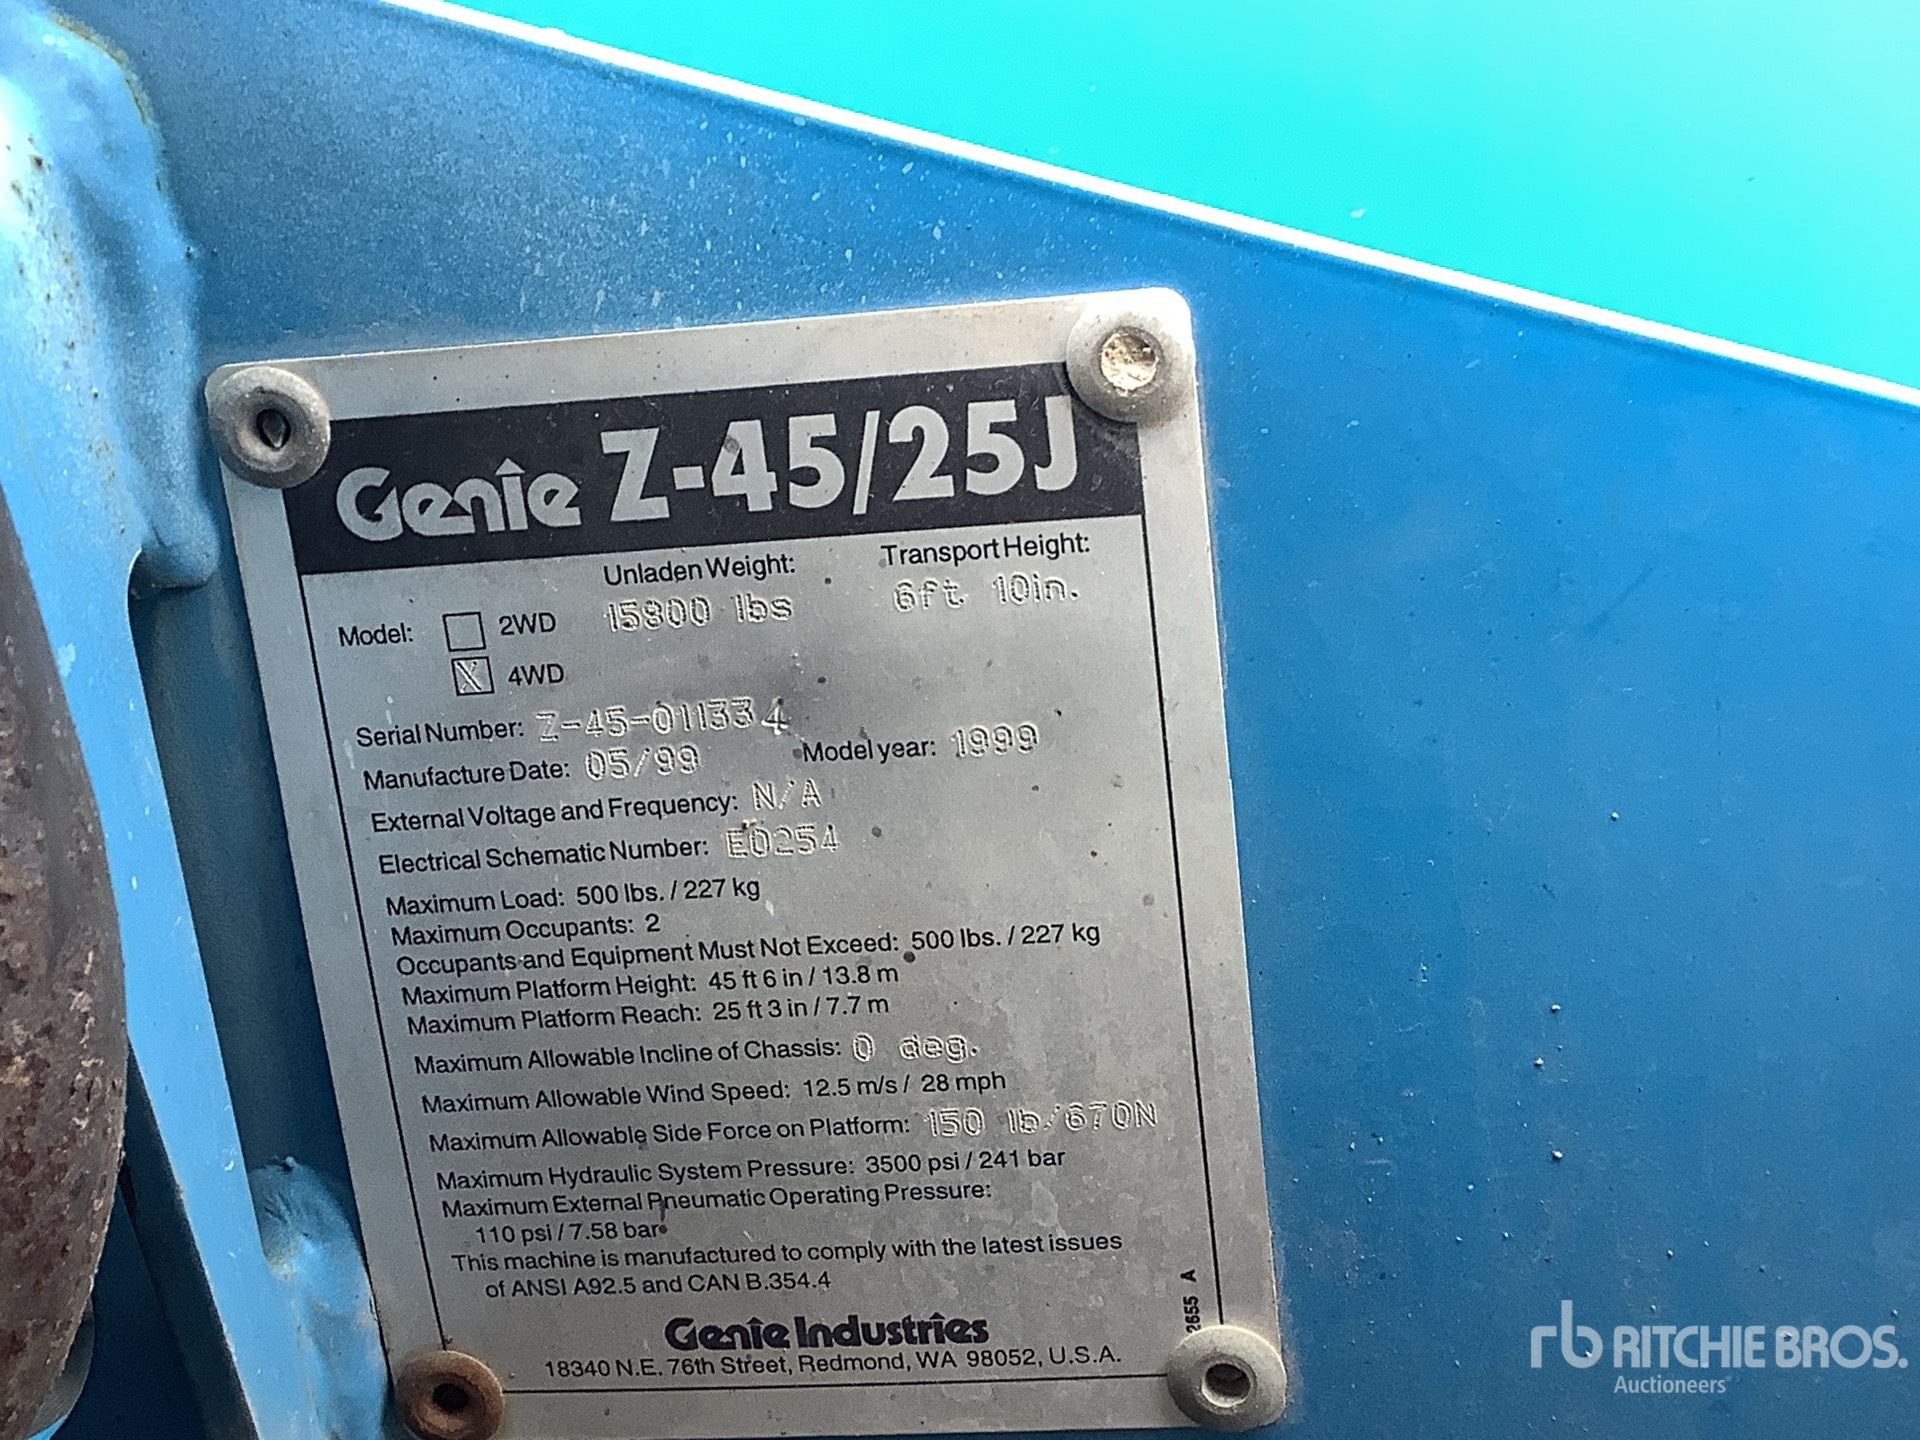 Genie Z-45/25J
Unladen Weight: Transport Height:
Model: 2WD 15800 lbs 6ft. 10in.
X 4WD
Serial Number: Z-45-011334
Manufacture Date: 05/99 Model year: 1999
External Voltage and Frequency: N/A
Electrical Schematic Number: E0254
Maximum Load: 500 lbs. / 227 kg
Maximum Occupants: 2
Occupants and Equipment Must Not Exceed: 500 lbs. / 227 kg
Maximum Platform Height: 45 ft 6 in / 13.8 m
Maximum Platform Reach: 25 ft 3 in / 7.7 m
Maximum Allowable Incline of Chassis: 0 deg.
Maximum Allowable Wind Speed: 12.5 m/s / 28 mph
Maximum Allowable Side Force on Platform: 150 lb/670N
Maximum Hydraulic System Pressure: 3500 psi / 241 bar
Maximum External Pneumatic Operating Pressure:
110 psi / 7.58 bar
This machine is manufactured to comply with the latest issues
of ANSI A92.5 and CAN B.354.4
Genie Industries
18340 N.E. 76th Street, Redmond, WA 98052, U.S.A.
2655 A
rb RITCHIE BROS.
Auctioneers